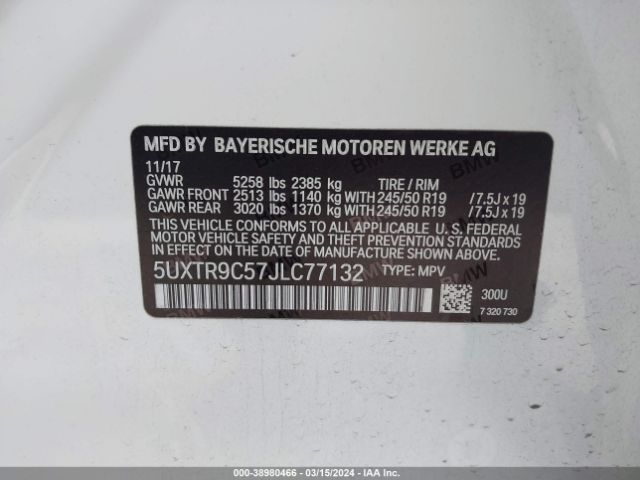 MFD BY BAYERISCHE MOTOREN WERKE AG
11/17
GVWR 5258 lbs 2385 kg TIRE / RIM
GAWR FRONT 2513 lbs 1140 kg WITH 245/50 R19 / 7.5J x 19
GAWR REAR 3020 lbs 1370 kg WITH 245/50 R19 / 7.5J x 19
THIS VEHICLE CONFORMS TO ALL APPLICABLE U. S. FEDERAL
MOTOR VEHICLE SAFETY, BUMPER, AND THEFT PREVENTION
STANDARDS IN EFFECT ON THE DATE OF MANUFACTURE SHOWN ABOVE.
5UXTR9C57JLC77132 TYPE: MPV
300U
7 320 730
000-38980466 - 03/15/2024 - IAAI.COM